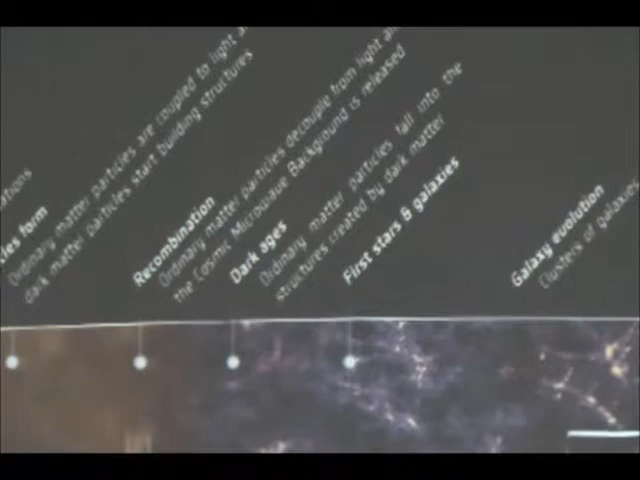 ations
cles form
Ordinary matter particles are coupled to light a
dark matter particles start building structures
Recombination
Ordinary matter particles decouple from light a
the Cosmic Microwave Background is released
Dark ages
Ordinary matter particles fall into the
structures created by dark matter
First stars & galaxies
Galaxy evolution
Clusters of galaxies